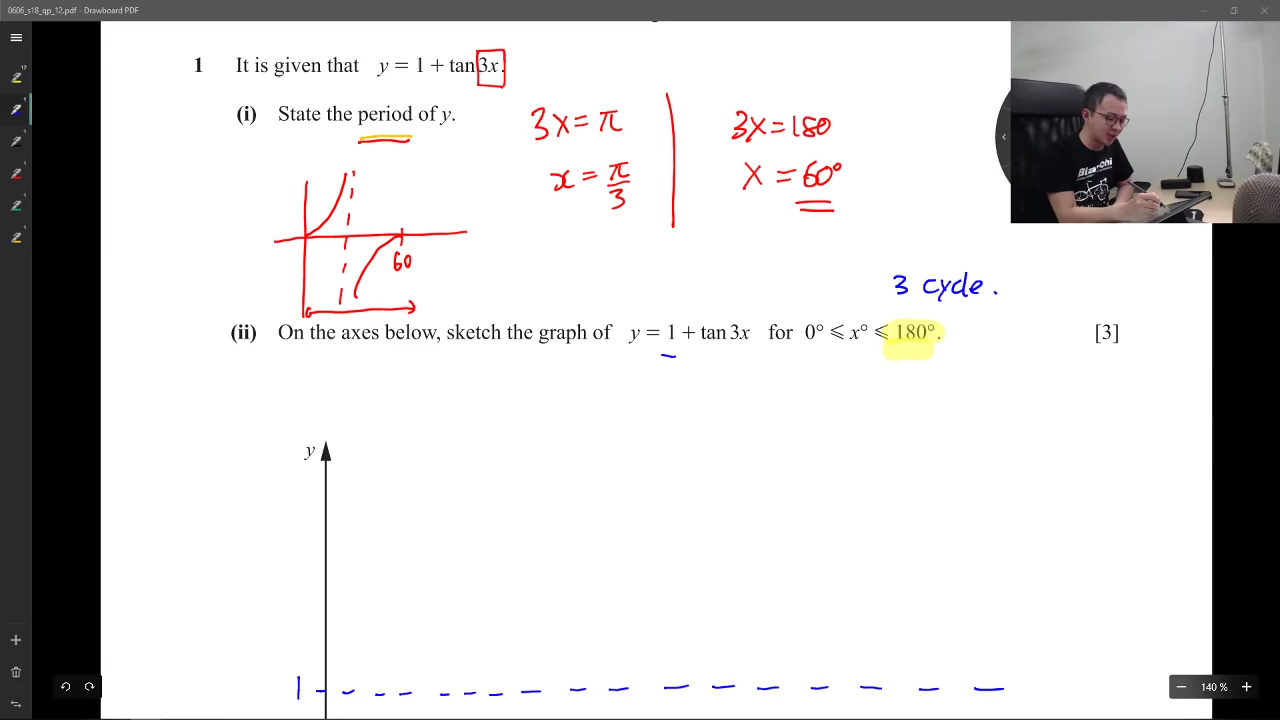 0606_s18_qp_12.pdf - Drawboard PDF
1 It is given that y = 1 + tan 3x.
(i) State the period of y.
3x = π
x = π/3
3x = 180
x = 60°
60
3 cycle.
(ii) On the axes below, sketch the graph of y = 1 + tan 3x for 0° ⩽ x° ⩽ 180°. [3]
y
1
140 %
Bianchi